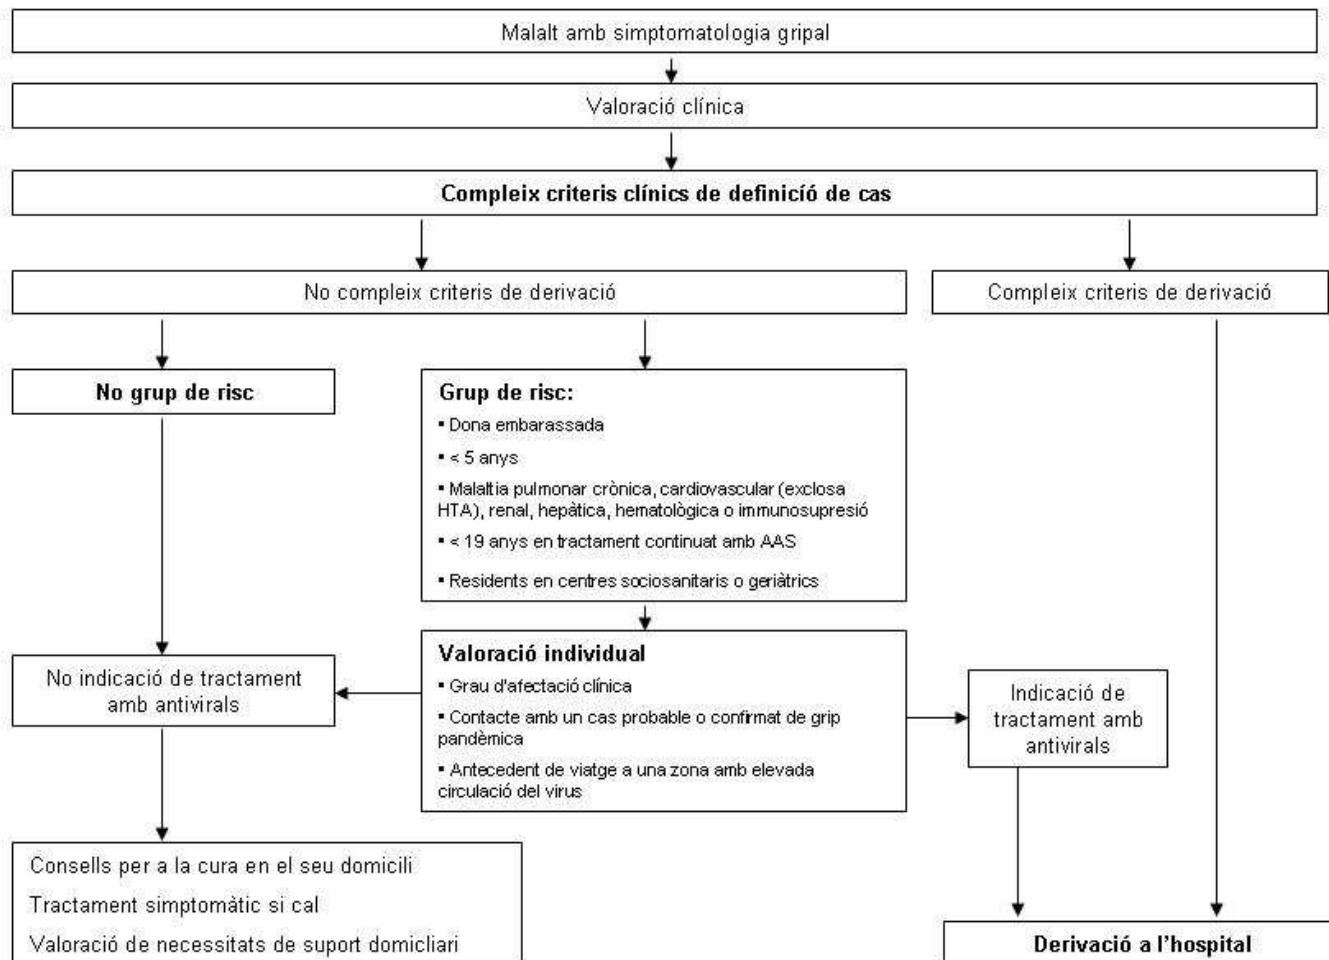 Malalt amb simptomatologia gripal
Valoració clínica
Compleix criteris clínics de definició de cas
No compleix criteris de derivació
Compleix criteris de derivació
No grup de risc
Grup de risc:
▪ Dona embarassada
▪ < 5 anys
▪ Malaltia pulmonar crònica, cardiovascular (exclosa
HTA), renal, hepàtica, hematològica o immunosupresió
▪ < 19 anys en tractament continuat amb AAS
▪ Residents en centres sociosanitaris o geriàtrics
No indicació de tractament
amb antivirals
Valoració individual
▪ Grau d'afectació clínica
▪ Contacte amb un cas probable o confirmat de grip
pandèmica
▪ Antecedent de viatge a una zona amb elevada
circulació del virus
Indicació de
tractament amb
antivirals
Consells per a la cura en el seu domicili
Tractament simptomàtic si cal
Valoració de necessitats de suport domicliari
Derivació a l'hospital